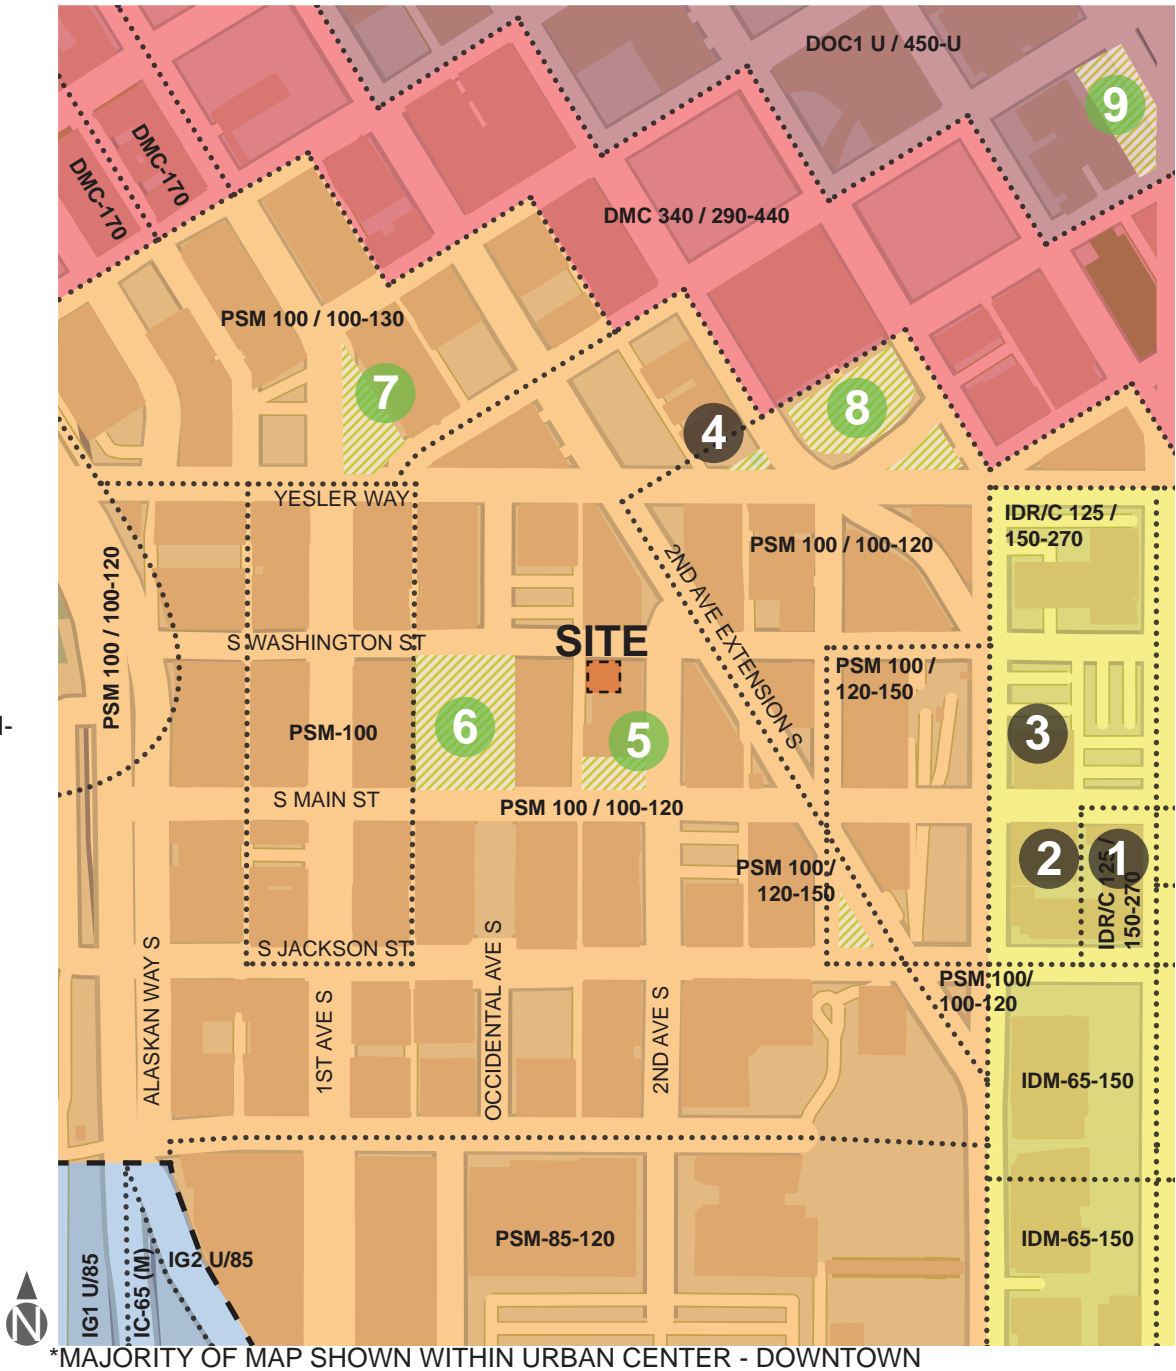 DOC1 U / 450-U
9
DMC-170
DMC-170
DMC 340 / 290-440
PSM 100 / 100-130
7
8
4
YESLER WAY
IDR/C 125 /
150-270
PSM 100 / 100-120
PSM 100 / 100-120
2ND AVE EXTENSION S
S WASHINGTON ST
SITE
PSM 100 /
120-150
PSM-100
6
5
3
S MAIN ST
PSM 100 / 100-120
2
1
PSM 100 /
120-150
IDR/C 125 /
150-270
S JACKSON ST
ALASKAN WAY S
1ST AVE S
OCCIDENTAL AVE S
2ND AVE S
PSM 100/
100-120
IDM-65-150
PSM-85-120
IDM-65-150
IG1 U/85
IC-65 (M)
IG2 U/85
N
*MAJORITY OF MAP SHOWN WITHIN URBAN CENTER - DOWNTOWN